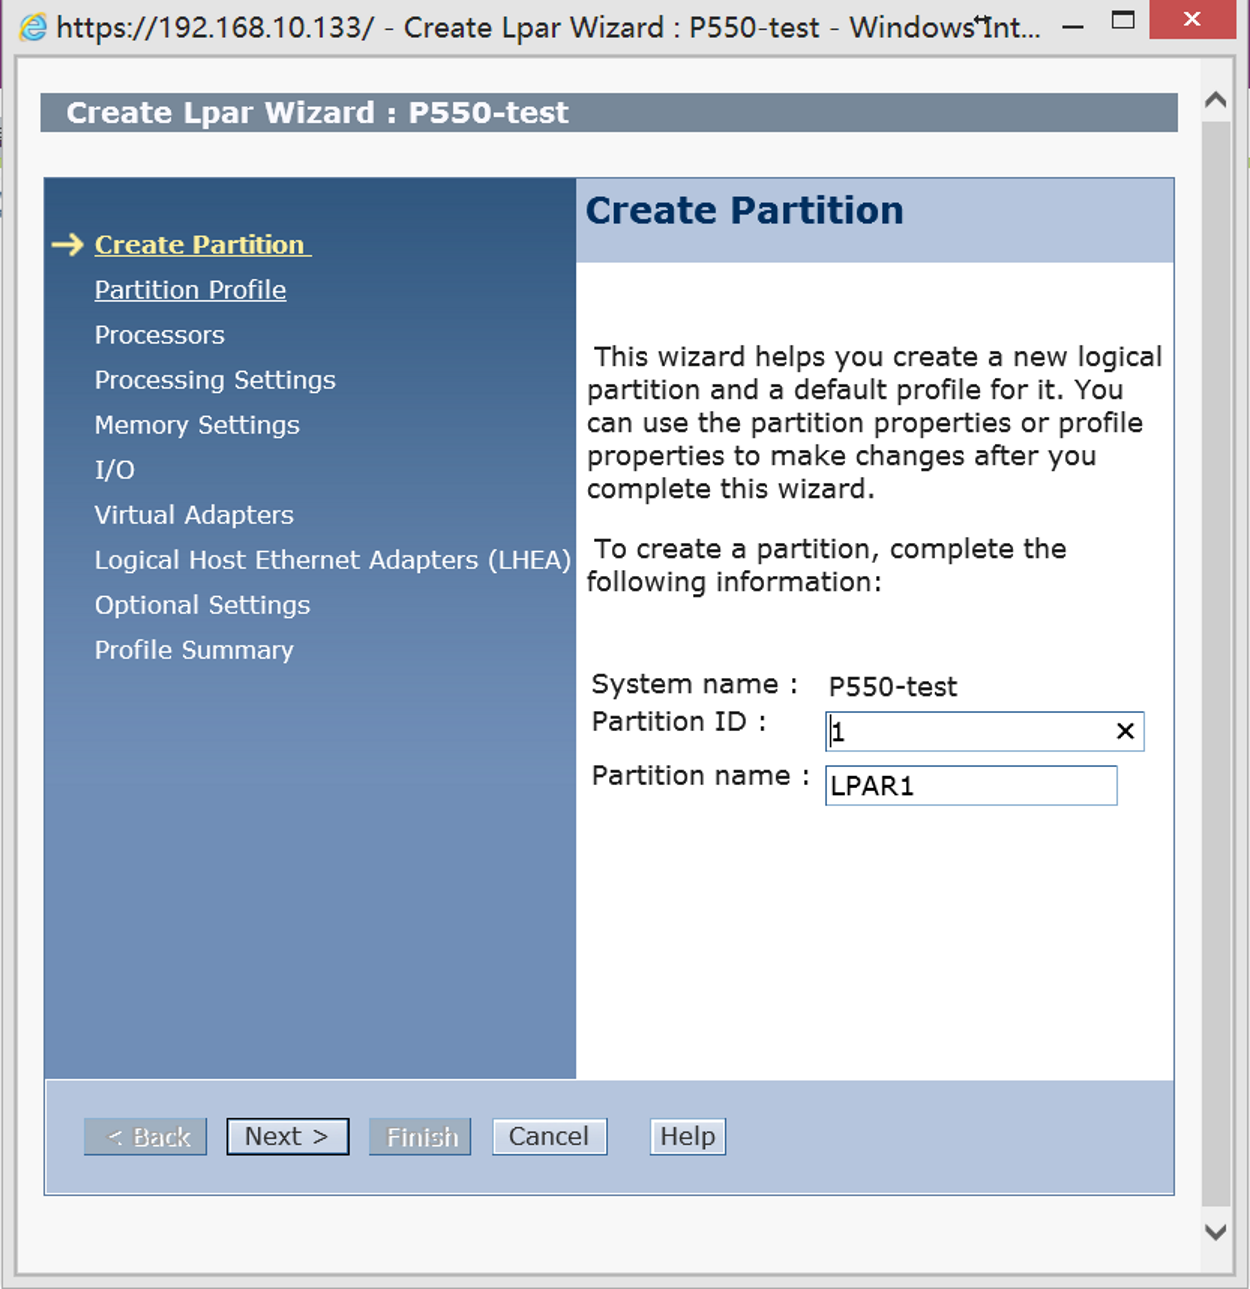 https://192.168.10.133/ - Create Lpar Wizard : P550-test - Windows Int...
Create Lpar Wizard : P550-test
Create Partition
Partition Profile
Processors
Processing Settings
Memory Settings
I/O
Virtual Adapters
Logical Host Ethernet Adapters (LHEA)
Optional Settings
Profile Summary
Create Partition
This wizard helps you create a new logical
partition and a default profile for it. You
can use the partition properties or profile
properties to make changes after you
complete this wizard.
To create a partition, complete the
following information:
System name : P550-test
Partition ID : 1
Partition name : LPAR1
< Back Next > Finish Cancel Help